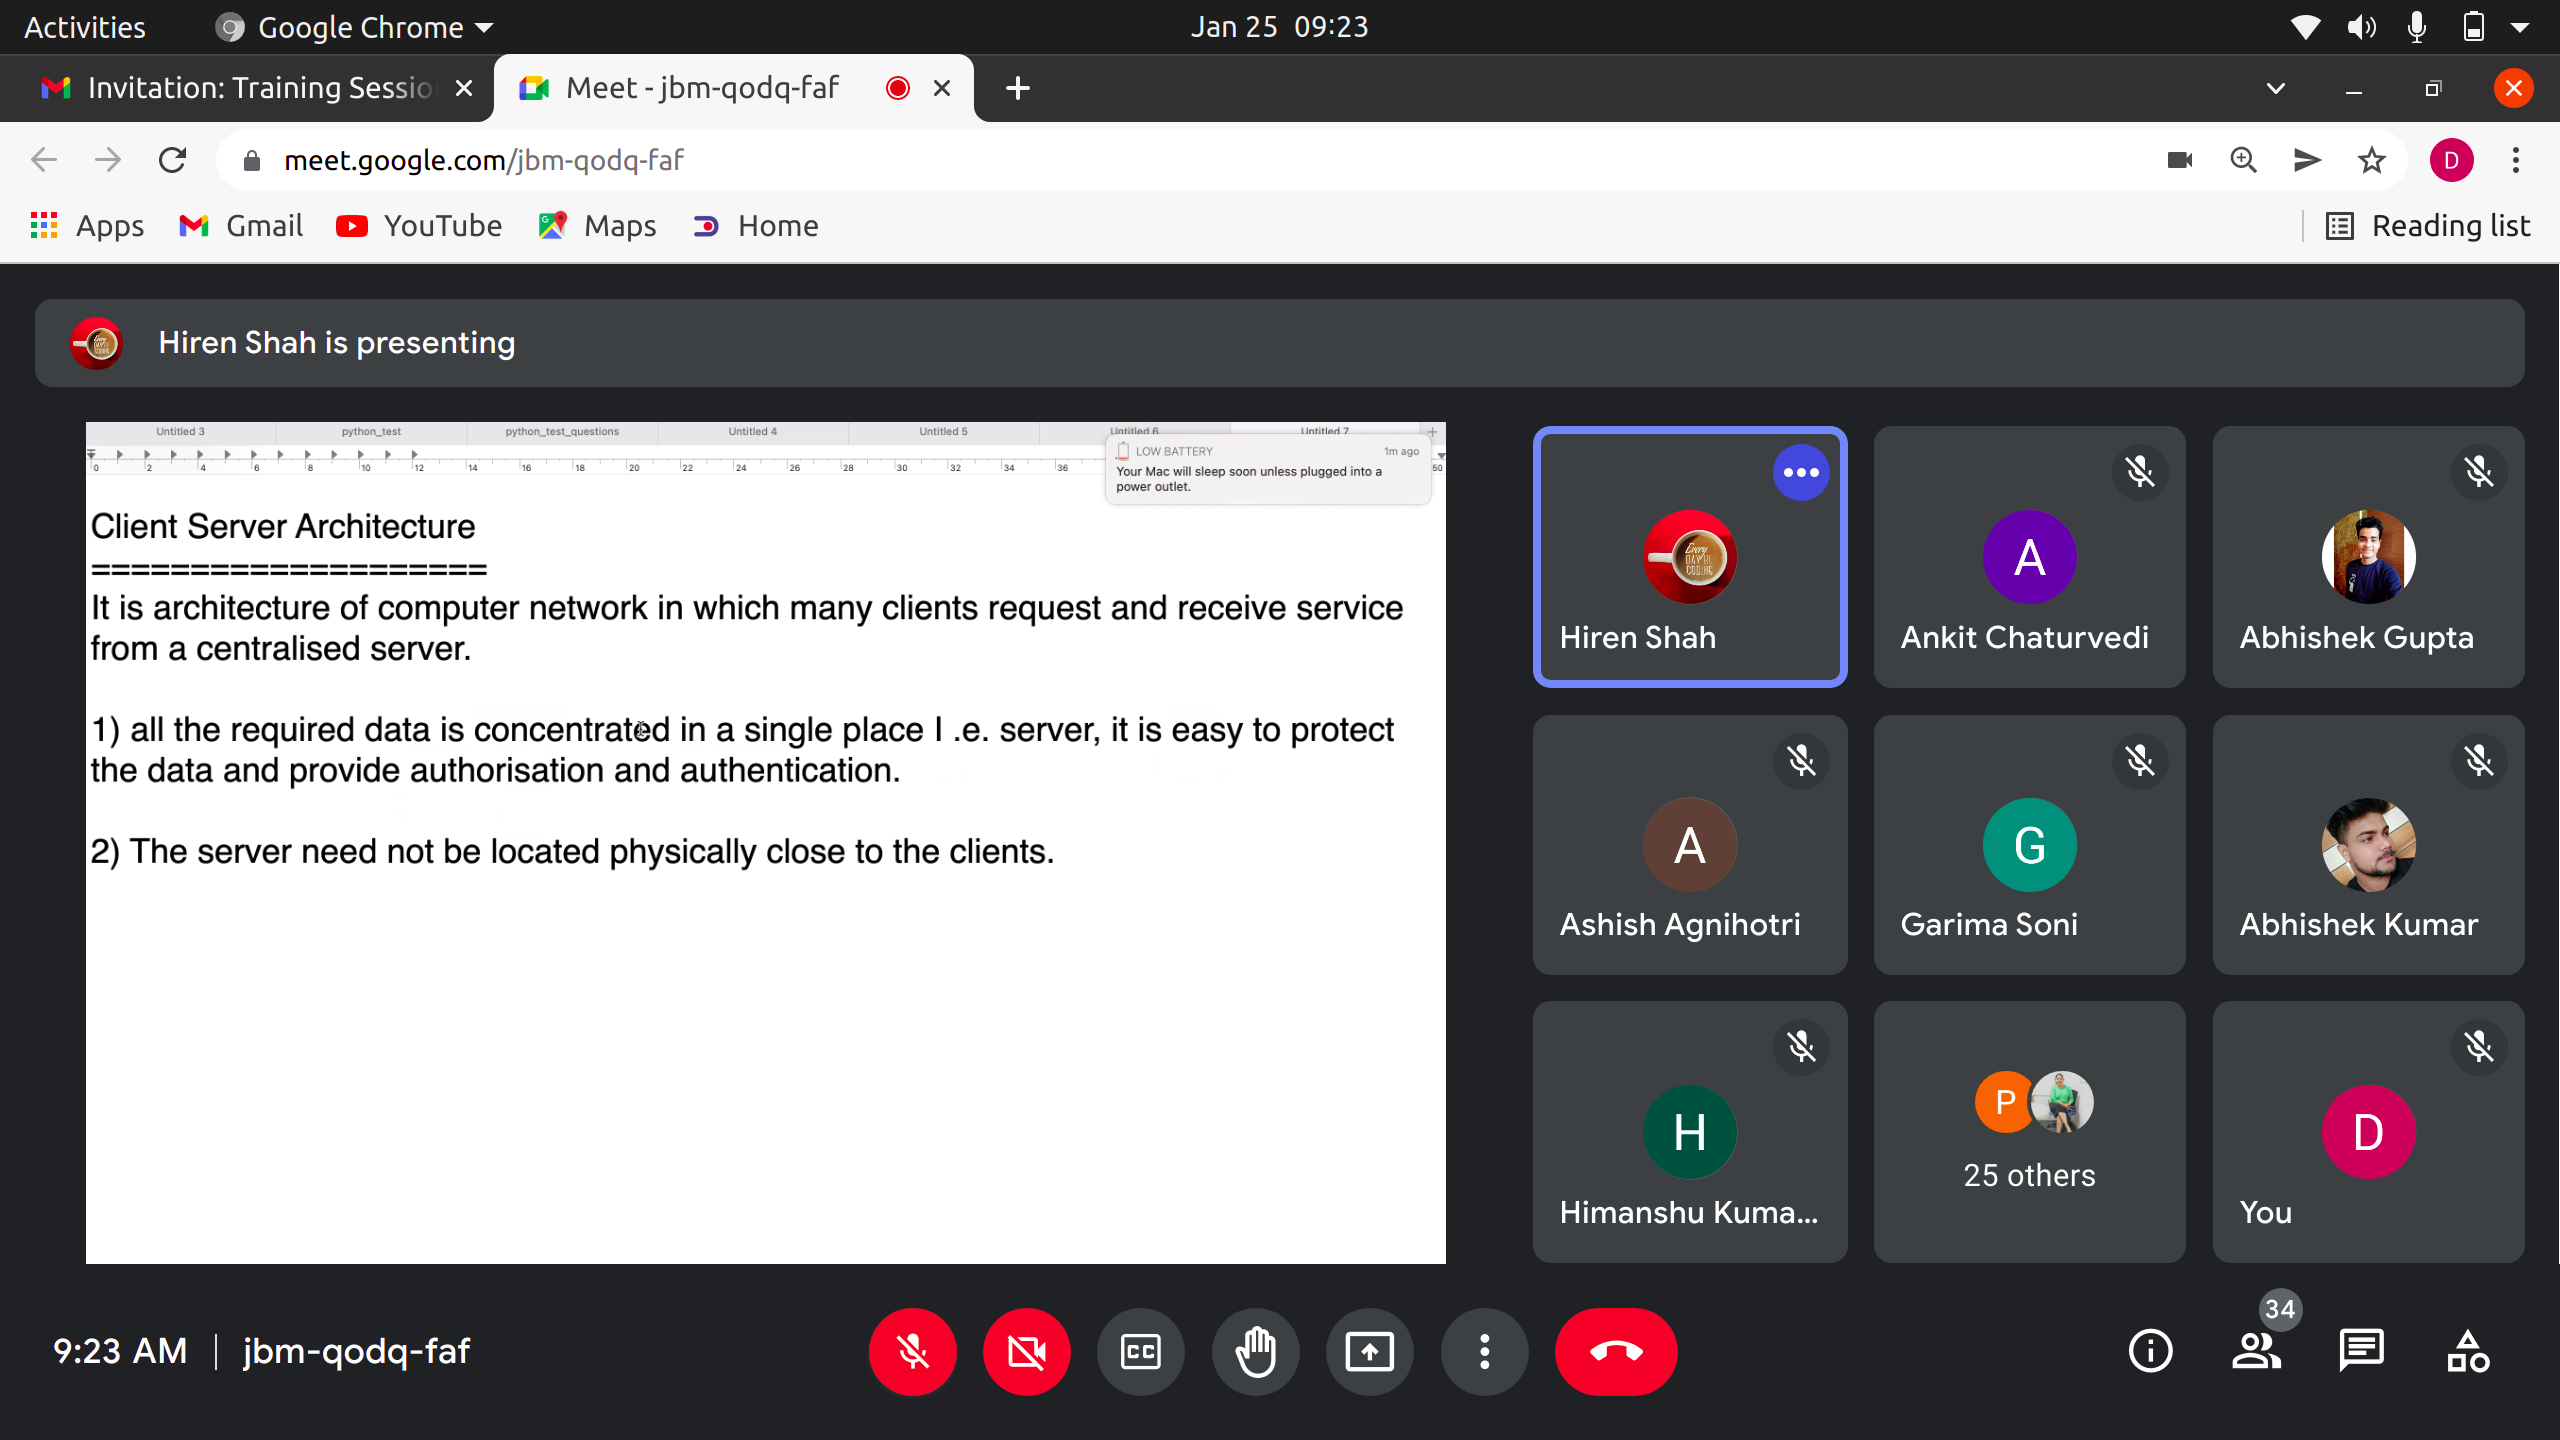 Activities
Google Chrome
Jan 25 09:23
Invitation: Training Sessio
Meet - jbm-qodq-faf
meet.google.com/jbm-qodq-faf
D
Apps
Gmail
YouTube
Maps
Home
Reading list
Hiren Shah is presenting
Untitled 3
python_test
python_test_questions
Untitled 4
Untitled 5
Untitled 6
Untitled 7
0 2 4 6 8 10 12 14 16 18 20 22 24 26 28 30 32 34 36 50
LOW BATTERY
1m ago
Your Mac will sleep soon unless plugged into a
power outlet.
Client Server Architecture
=====================
It is architecture of computer network in which many clients request and receive service
from a centralised server.
1) all the required data is concentrated in a single place I .e. server, it is easy to protect
the data and provide authorisation and authentication.
2) The server need not be located physically close to the clients.
Every
DAY BE
CODING
Hiren Shah
A
Ankit Chaturvedi
Abhishek Gupta
A
Ashish Agnihotri
G
Garima Soni
Abhishek Kumar
H
Himanshu Kuma...
P
25 others
D
You
9:23 AM
jbm-qodq-faf
CC
34